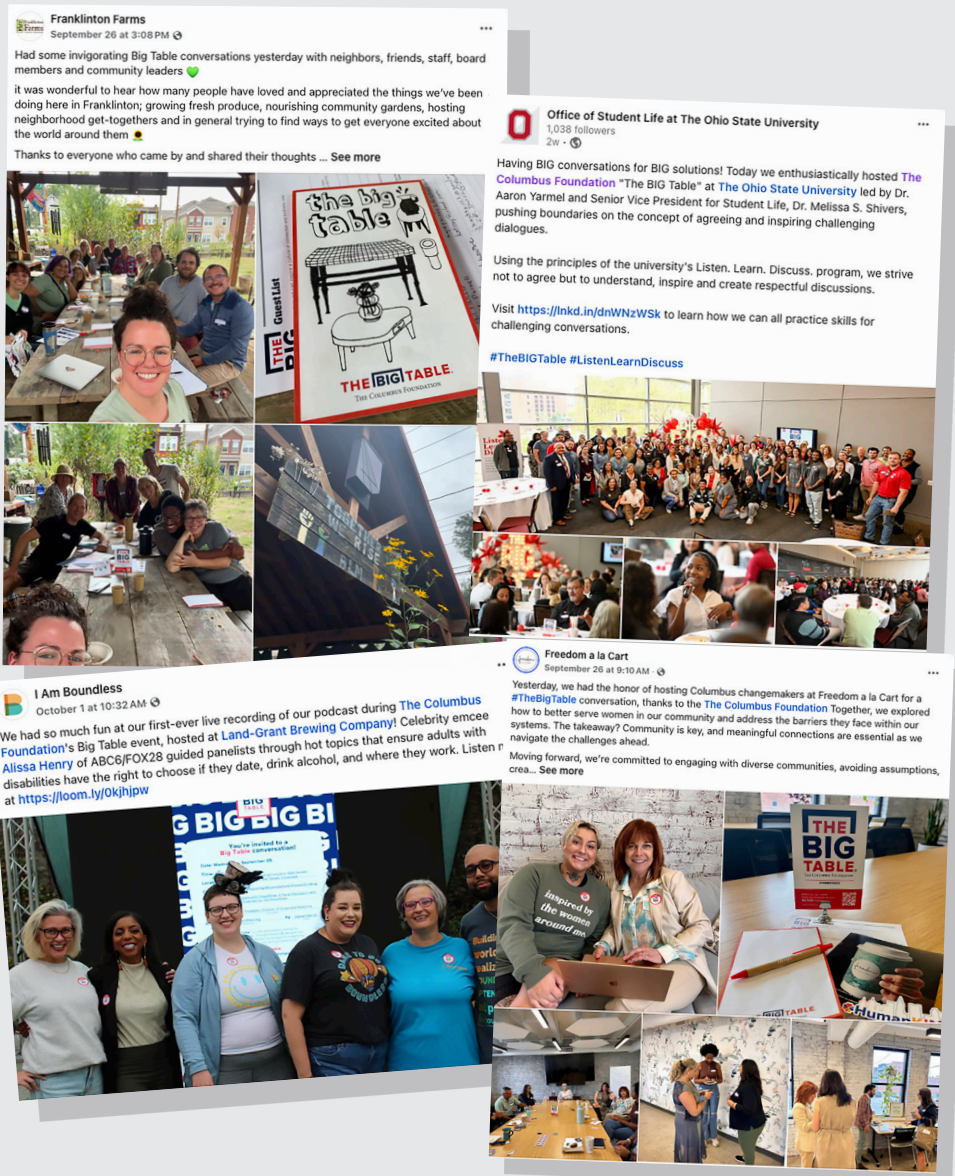 Franklinton Farms
September 26 at 3:08 PM
Had some invigorating Big Table conversations yesterday with neighbors, friends, staff, board
members and community leaders 💚
it was wonderful to hear how many people have loved and appreciated the things we've been
doing here in Franklinton; growing fresh produce, nourishing community gardens, hosting
neighborhood get-togethers and in general trying to find ways to get everyone excited about
the world around them 🌻
Thanks to everyone who came by and shared their thoughts ... See more
the big
table
Guest List
THE
BIG
THE BIG TABLE.
THE COLUMBUS FOUNDATION
THE
BIG
TABLE
Office of Student Life at The Ohio State University
1,038 followers
2w •
Having BIG conversations for BIG solutions! Today we enthusiastically hosted The
Columbus Foundation "The BIG Table" at The Ohio State University led by Dr.
Aaron Yarmel and Senior Vice President for Student Life, Dr. Melissa S. Shivers,
pushing boundaries on the concept of agreeing and inspiring challenging
dialogues.
Using the principles of the university's Listen. Learn. Discuss. program, we strive
not to agree but to understand, inspire and create respectful discussions.
Visit https://lnkd.in/dnWNzWSk to learn how we can all practice skills for
challenging conversations.
#TheBIGTable #ListenLearnDiscuss
BIG
I Am Boundless
October 1 at 10:32 AM
We had so much fun at our first-ever live recording of our podcast during The Columbus
Foundation's Big Table event, hosted at Land-Grant Brewing Company! Celebrity emcee
Alissa Henry of ABC6/FOX28 guided panelists through hot topics that ensure adults with
disabilities have the right to choose if they date, drink alcohol, and where they work. Listen
at https://loom.ly/0kjhjpw
BIG
TABLE
G BIG BIG BI
You're invited to a
Big Table conversation!
Freedom a la Cart
September 26 at 9:10 AM
Yesterday, we had the honor of hosting Columbus changemakers at Freedom a la Cart for a
#TheBigTable conversation, thanks to the The Columbus Foundation Together, we explored
how to better serve women in our community and address the barriers they face within our
systems. The takeaway? Community is key, and meaningful connections are essential as we
navigate the challenges ahead.
Moving forward, we're committed to engaging with diverse communities, avoiding assumptions,
crea... See more
inspired by
the women
around me.
THE
BIG
TABLE.
THE COLUMBUS FOUNDATION
BIG TABLE